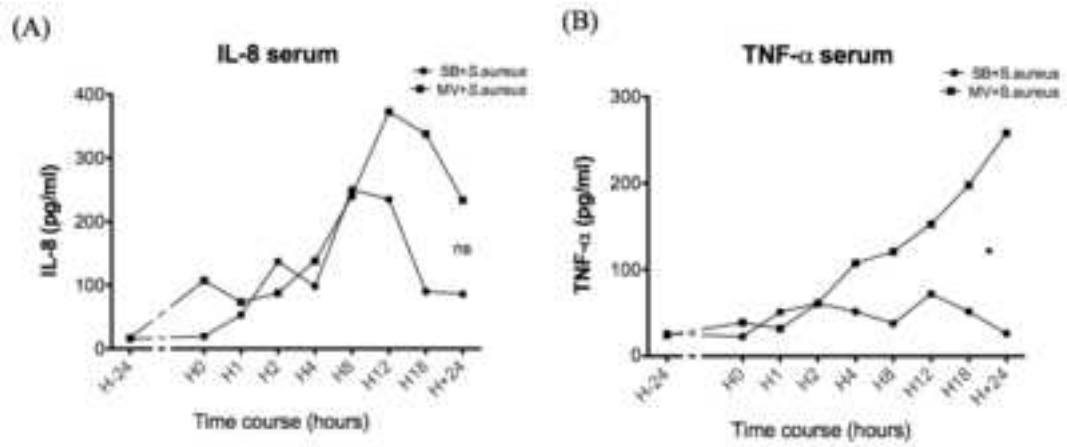 (A)
IL-8 serum
SB+S.aureus
MV+S.aureus
400
300
200
100
0
IL-8 (pg/ml)
ns
H-24
H0
H1
H2
H4
H8
H12
H18
H+24
Time course (hours)
(B)
TNF-α serum
SB+S.aureus
MV+S.aureus
300
200
100
0
TNF-α (pg/ml)
*
H-24
H0
H1
H2
H4
H8
H12
H18
H+24
Time course (hours)